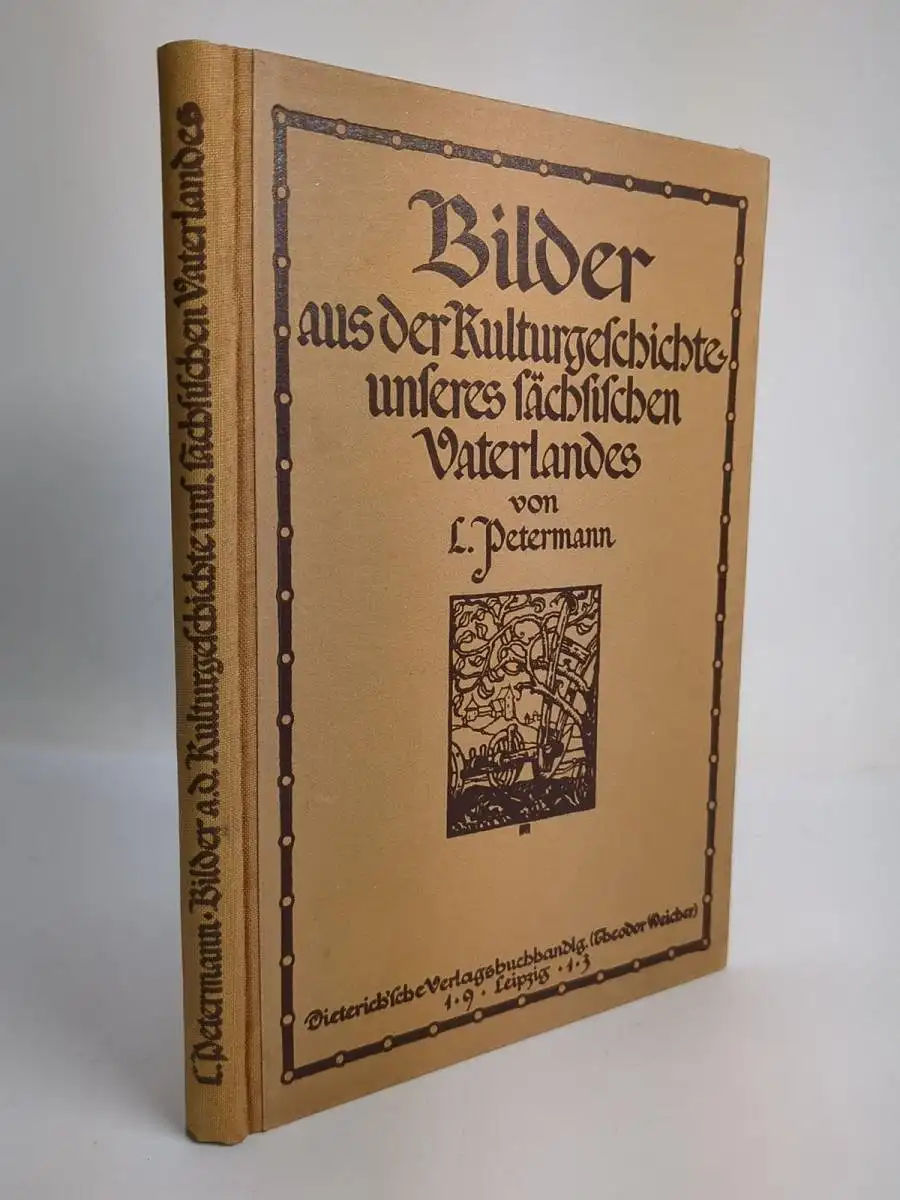 L. Petermann · Bilder a. d. Kulturgeschichte uns. sächsischen Vaterlandes
Bilder
aus der Kulturgeschichte
unseres sächsischen
Vaterlandes
von
L. Petermann
Dieterich'sche Verlagsbuchhandlg. (Theodor Weicher)
1 · 9 · Leipzig · 1 · 3